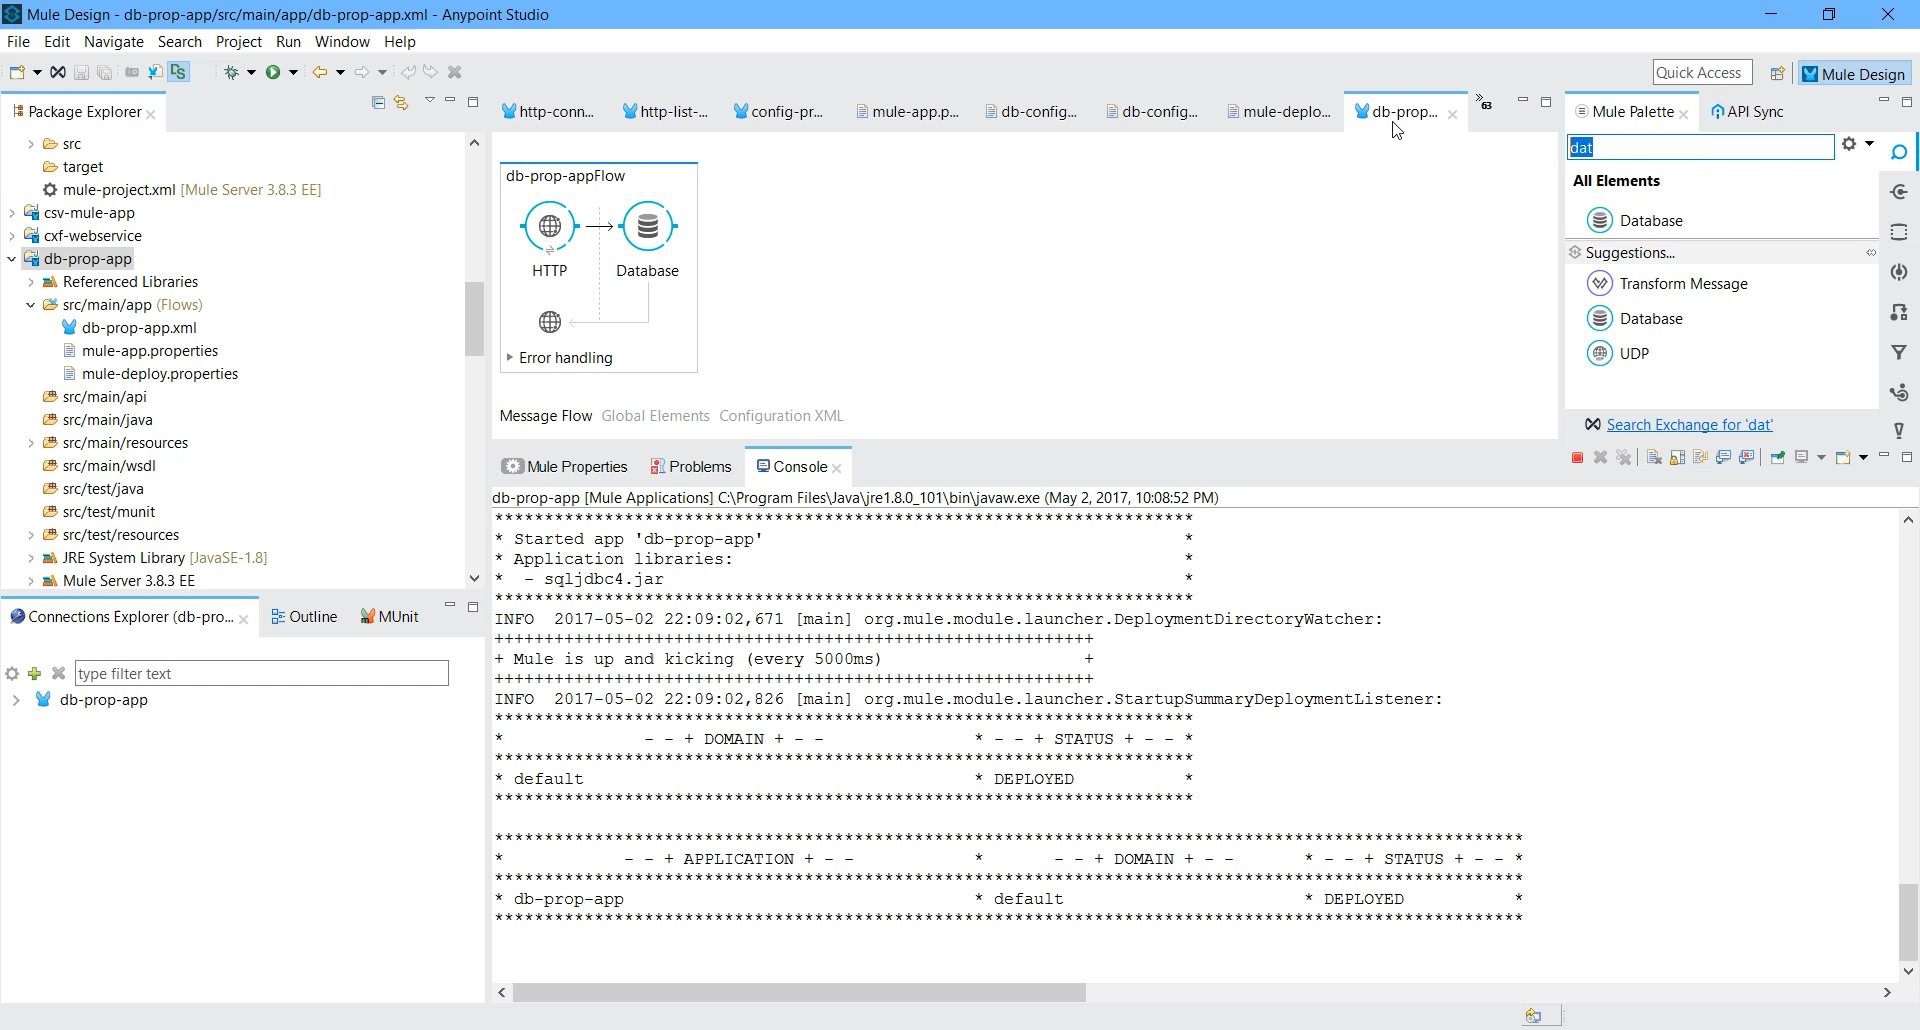 Mule Design - db-prop-app/src/main/app/db-prop-app.xml - Anypoint Studio
File Edit Navigate Search Project Run Window Help
Quick Access
Mule Design
Package Explorer
src
target
mule-project.xml [Mule Server 3.8.3 EE]
csv-mule-app
cxf-webservice
db-prop-app
Referenced Libraries
src/main/app (Flows)
db-prop-app.xml
mule-app.properties
mule-deploy.properties
src/main/api
src/main/java
src/main/resources
src/main/wsdl
src/test/java
src/test/munit
src/test/resources
JRE System Library [JavaSE-1.8]
Mule Server 3.8.3 EE
Connections Explorer (db-pro...
Outline
MUnit
type filter text
db-prop-app
http-conn... http-list-... config-pr... mule-app.p... db-config... db-config... mule-deplo... db-prop... 63
db-prop-appFlow
HTTP Database
Error handling
Message Flow Global Elements Configuration XML
Mule Palette API Sync
dat
All Elements
Database
Suggestions...
Transform Message
Database
UDP
Search Exchange for 'dat'
Mule Properties Problems Console
db-prop-app [Mule Applications] C:\Program Files\Java\jre1.8.0_101\bin\javaw.exe (May 2, 2017, 10:08:52 PM)
**********************************************************************
* Started app 'db-prop-app' *
* Application libraries: *
* - sqljdbc4.jar *
**********************************************************************
INFO 2017-05-02 22:09:02,671 [main] org.mule.module.launcher.DeploymentDirectoryWatcher:
++++++++++++++++++++++++++++++++++++++++++++++++++++++++++++
+ Mule is up and kicking (every 5000ms) +
++++++++++++++++++++++++++++++++++++++++++++++++++++++++++++
INFO 2017-05-02 22:09:02,826 [main] org.mule.module.launcher.StartupSummaryDeploymentListener:
**********************************************************************
* - - + DOMAIN + - - * - - + STATUS + - - *
**********************************************************************
* default * DEPLOYED *
**********************************************************************
*******************************************************************************************************
* - - + APPLICATION + - - * - - + DOMAIN + - - * - - + STATUS + - - *
*******************************************************************************************************
* db-prop-app * default * DEPLOYED *
*******************************************************************************************************